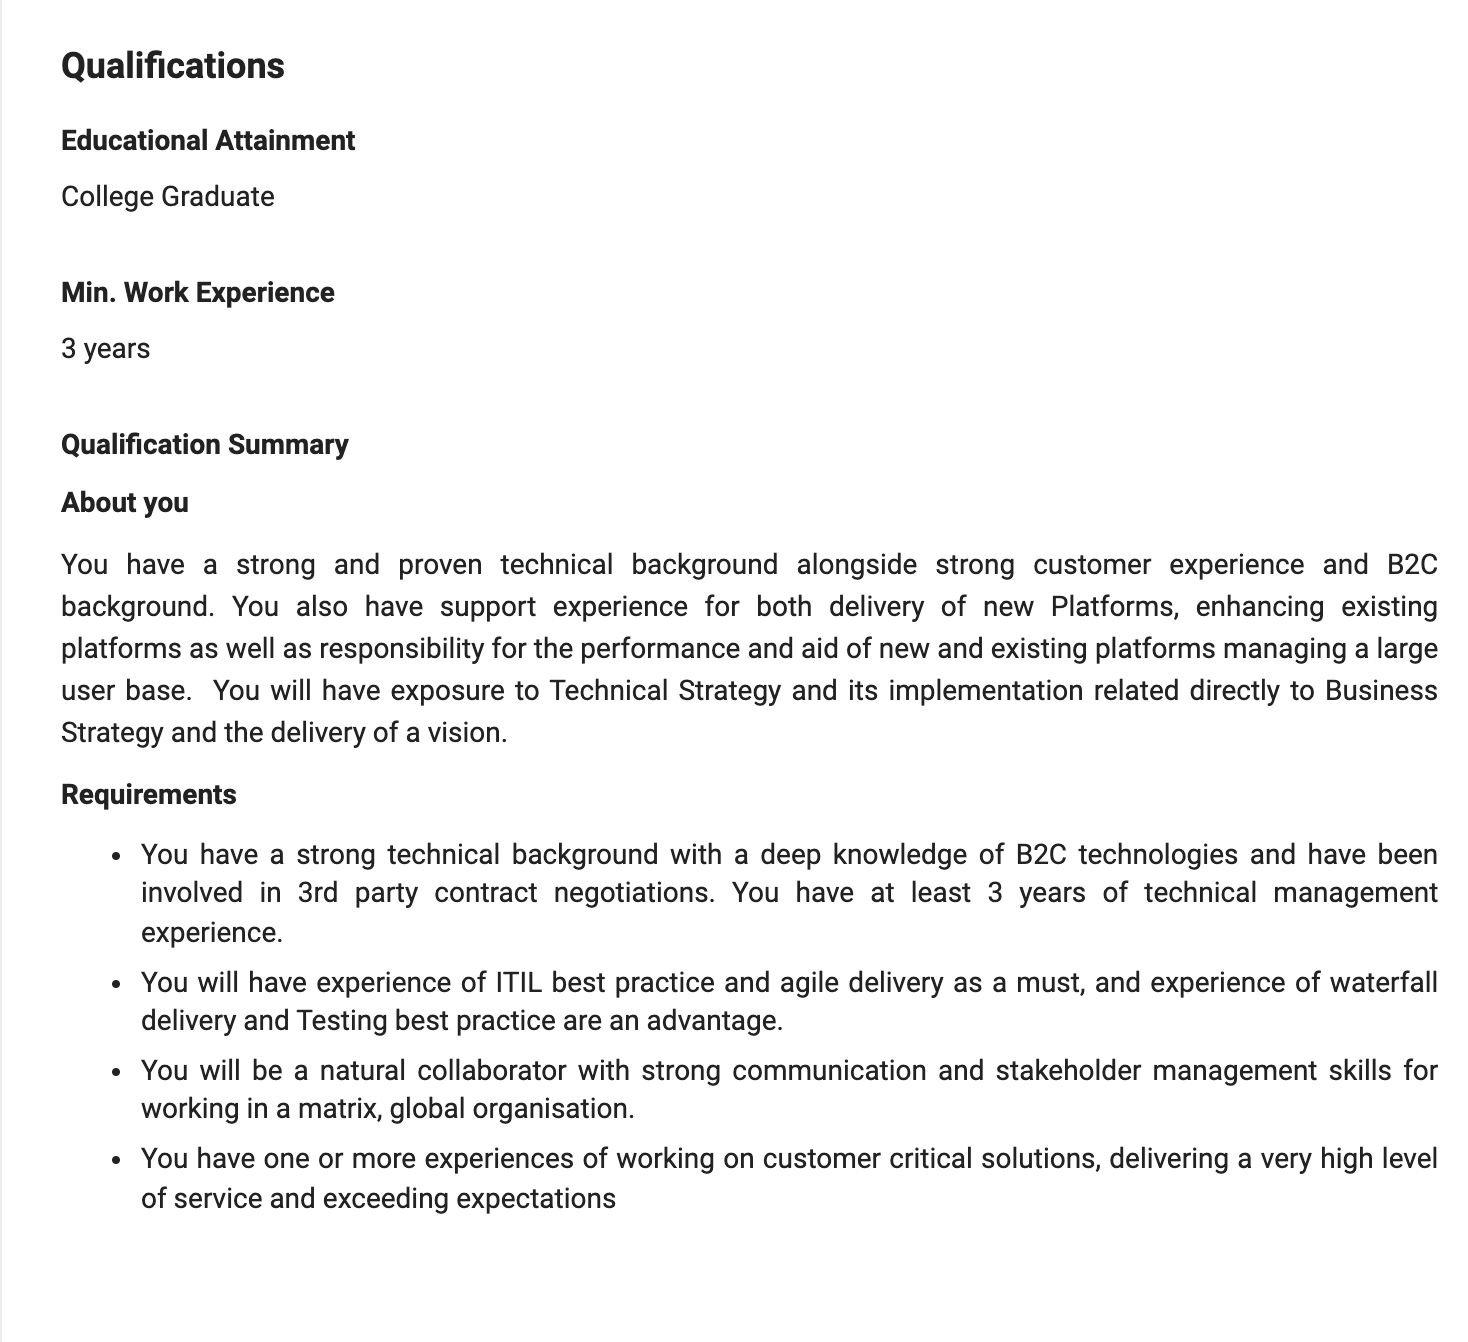 Qualifications
Educational Attainment
College Graduate
Min. Work Experience
3 years
Qualification Summary
About you
You have a strong and proven technical background alongside strong customer experience and B2C
background. You also have support experience for both delivery of new Platforms, enhancing existing
platforms as well as responsibility for the performance and aid of new and existing platforms managing a large
user base.  You will have exposure to Technical Strategy and its implementation related directly to Business
Strategy and the delivery of a vision.
Requirements
• You have a strong technical background with a deep knowledge of B2C technologies and have been
involved in 3rd party contract negotiations. You have at least 3 years of technical management
experience.
• You will have experience of ITIL best practice and agile delivery as a must, and experience of waterfall
delivery and Testing best practice are an advantage.
• You will be a natural collaborator with strong communication and stakeholder management skills for
working in a matrix, global organisation.
• You have one or more experiences of working on customer critical solutions, delivering a very high level
of service and exceeding expectations